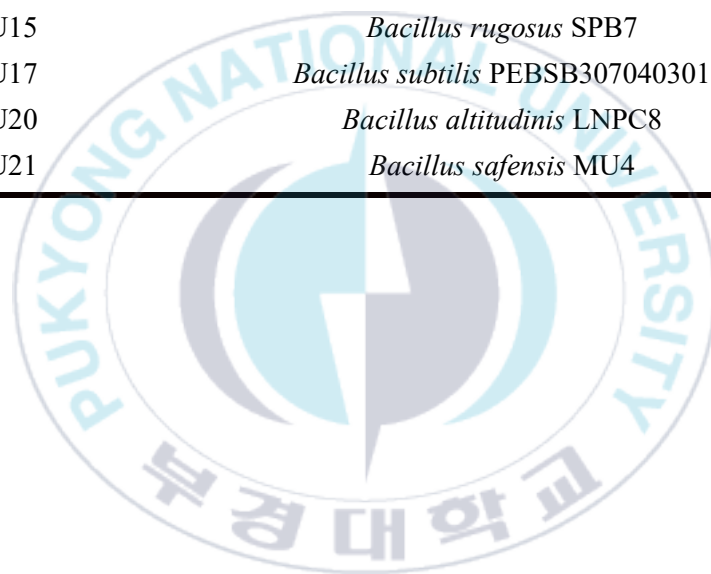 J15 Bacillus rugosus SPB7
J17 Bacillus subtilis PEBSB307040301
J20 Bacillus altitudinis LNPC8
J21 Bacillus safensis MU4
PUKYONG NATIONAL UNIVERSITY
부경대학교